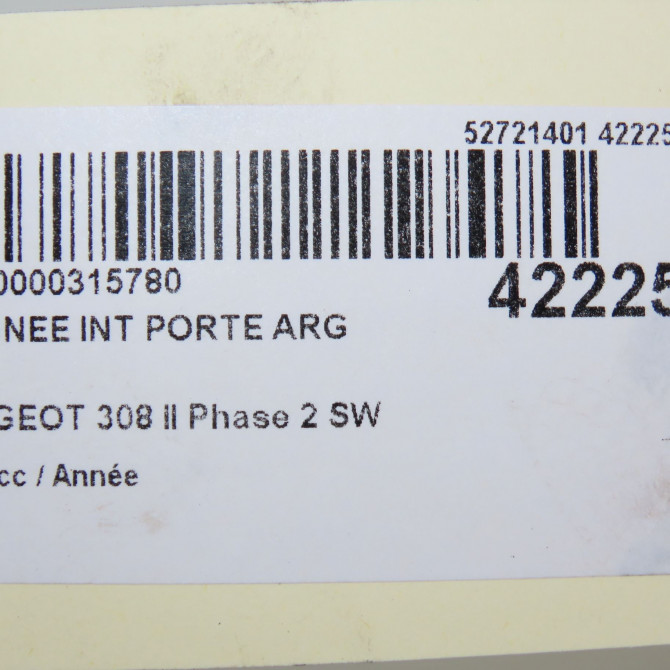 52721401 42225
0000315780
42225
NEE INT PORTE ARG
GEOT 308 II Phase 2 SW
cc / Année